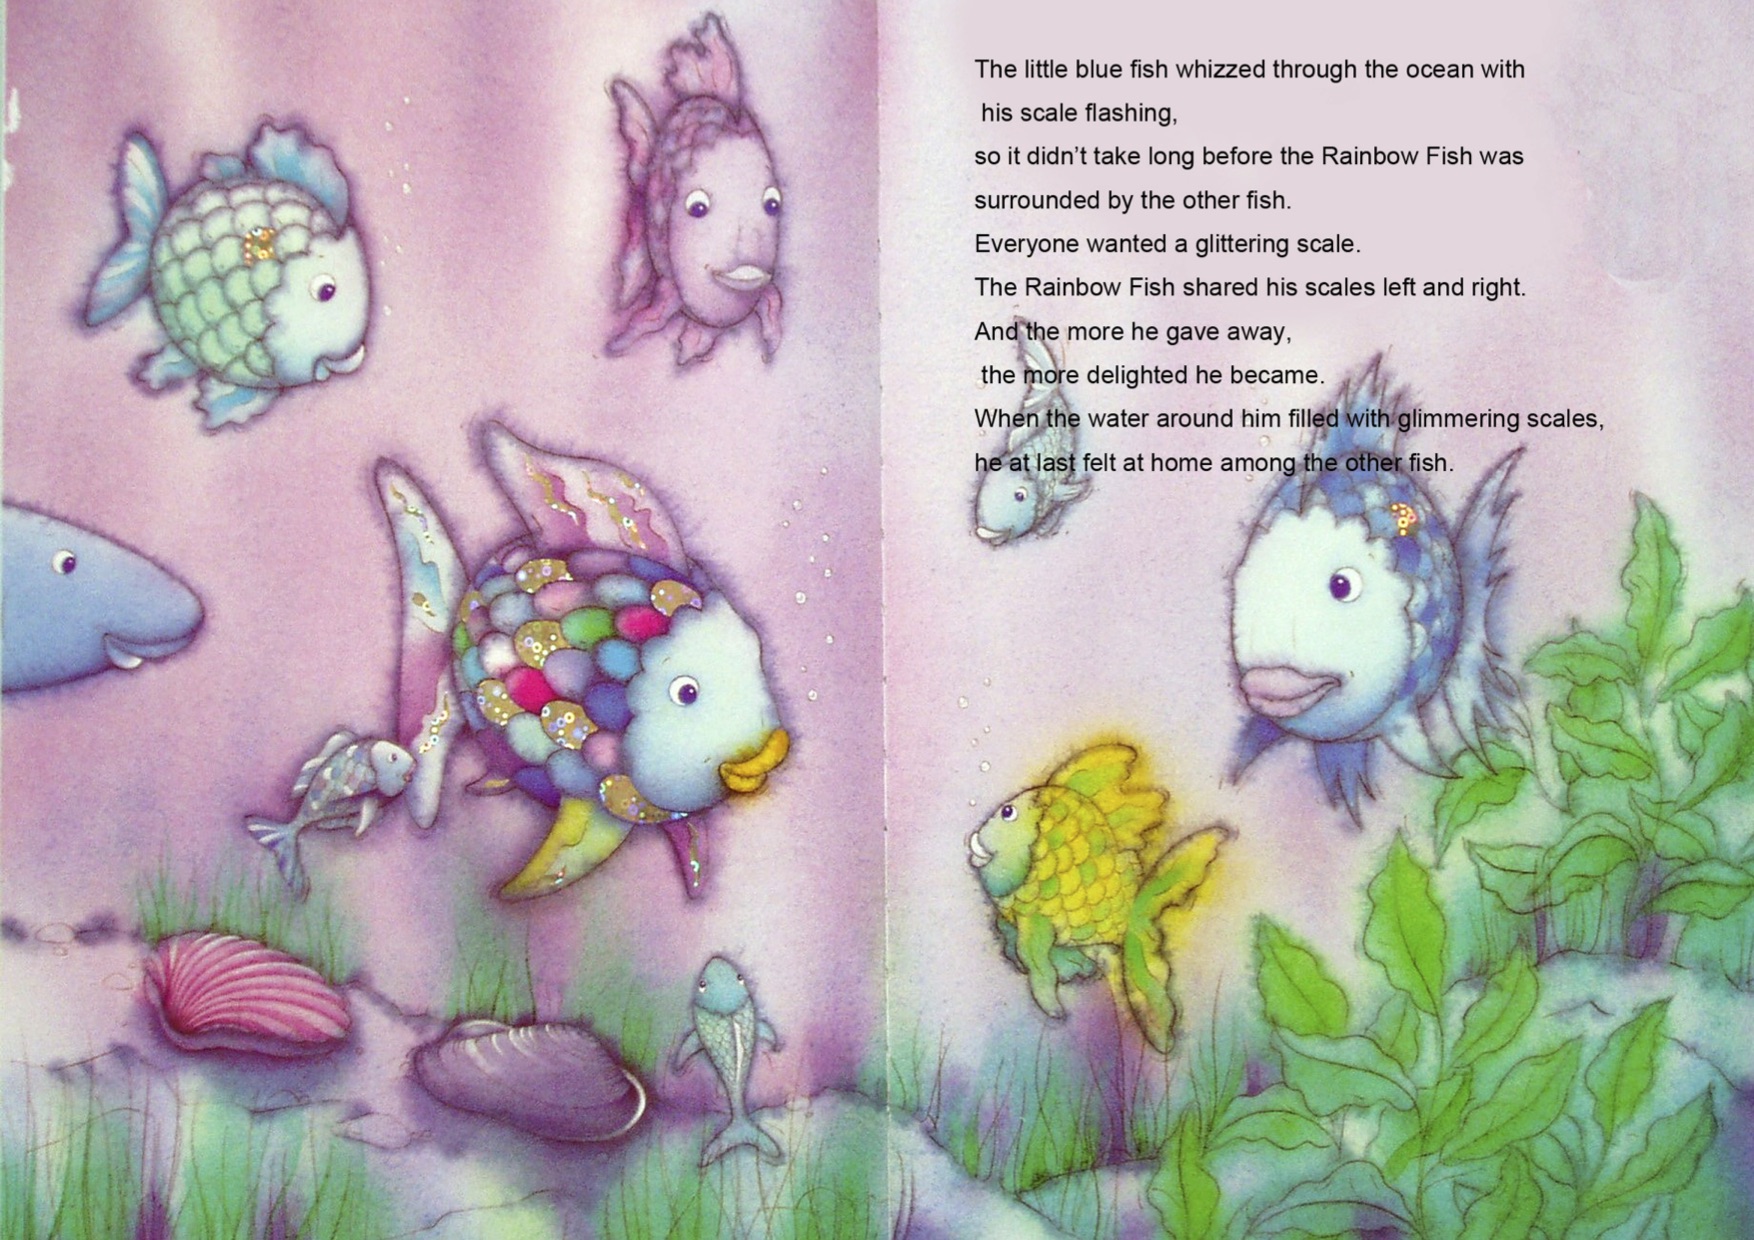 The little blue fish whizzed through the ocean with
his scale flashing,
so it didn't take long before the Rainbow Fish was
surrounded by the other fish.
Everyone wanted a glittering scale.
The Rainbow Fish shared his scales left and right.
And the more he gave away,
the more delighted he became.
When the water around him filled with glimmering scales,
he at last felt at home among the other fish.